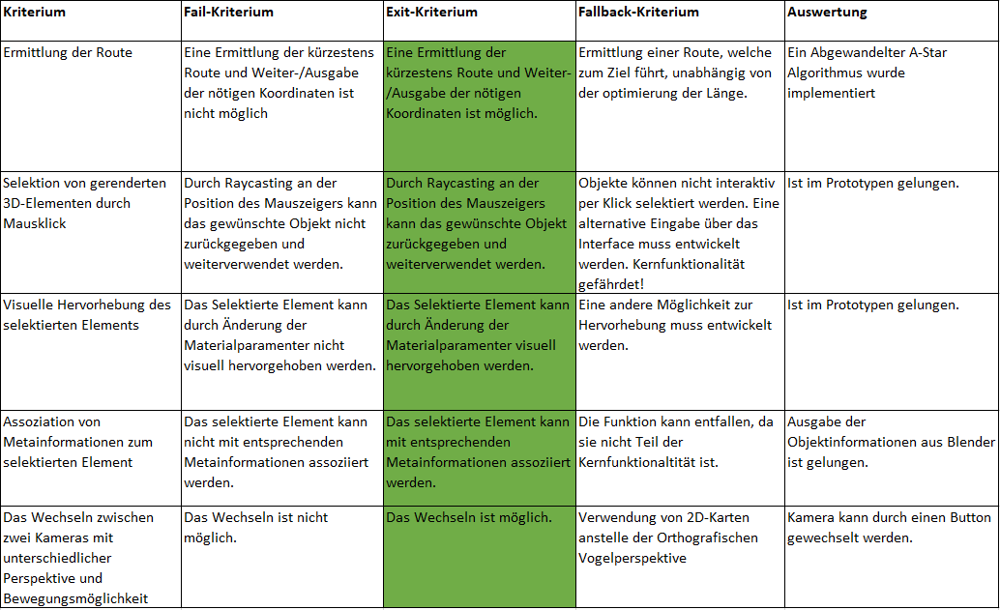 Kriterium
Fail-Kriterium
Exit-Kriterium
Fallback-Kriterium
Auswertung
Ermittlung der Route
Eine Ermittlung der kürzestens
Route und Weiter-/Ausgabe
der nötigen Koordinaten ist
nicht möglich
Eine Ermittlung der
kürzestens Route und Weiter-
/Ausgabe der nötigen
Koordinaten ist möglich.
Ermittlung einer Route, welche
zum Ziel führt, unabhängig von
der optimierung der Länge.
Ein Abgewandelter A-Star
Algorithmus wurde
implementiert
Selektion von gerenderten
3D-Elementen durch
Mausklick
Durch Raycasting an der
Position des Mauszeigers kann
das gewünschte Objekt nicht
zurückgegeben und
weiterverwendet werden.
Durch Raycasting an der
Position des Mauszeigers
kann das gewünschte Objekt
zurückgegeben und
weiterverwendet werden.
Objekte können nicht interaktiv
per Klick selektiert werden. Eine
alternative Eingabe über das
Interface muss entwickelt
werden. Kernfunktionalität
gefährdet!
Ist im Prototypen gelungen.
Visuelle Hervorhebung des
selektierten Elements
Das Selektierte Element kann
durch Änderung der
Materialparamenter nicht
visuell hervorgehoben werden.
Das Selektierte Element kann
durch Änderung der
Materialparamenter visuell
hervorgehoben werden.
Eine andere Möglichkeit zur
Hervorhebung muss entwickelt
werden.
Ist im Prototypen gelungen.
Assoziation von
Metainformationen zum
selektierten Element
Das selektierte Element kann
nicht mit entsprechenden
Metainformationen assoziiert
werden.
Das selektierte Element kann
mit entsprechenden
Metainformationen assoziiert
werden.
Die Funktion kann entfallen, da
sie nicht Teil der
Kernfunktionaltität ist.
Ausgabe der
Objektinformationen aus Blender
ist gelungen.
Das Wechseln zwischen
zwei Kameras mit
unterschiedlicher
Perspektive und
Bewegungsmöglichkeit
Das Wechseln ist nicht
möglich.
Das Wechseln ist möglich.
Verwendung von 2D-Karten
anstelle der Orthografischen
Vogelperspektive
Kamera kann durch einen Button
gewechselt werden.